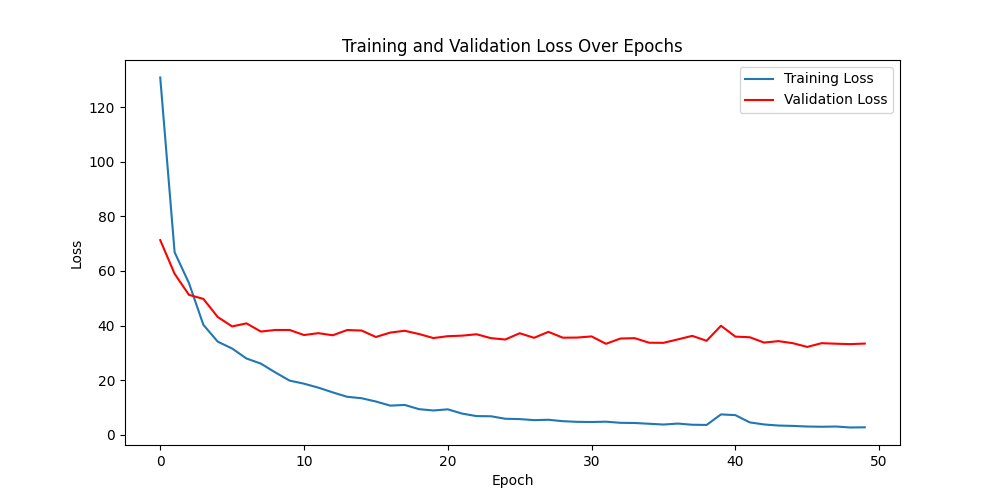 Training and Validation Loss Over Epochs
Training Loss
Validation Loss
120
100
80
60
40
20
0
Loss
0 10 20 30 40 50
Epoch